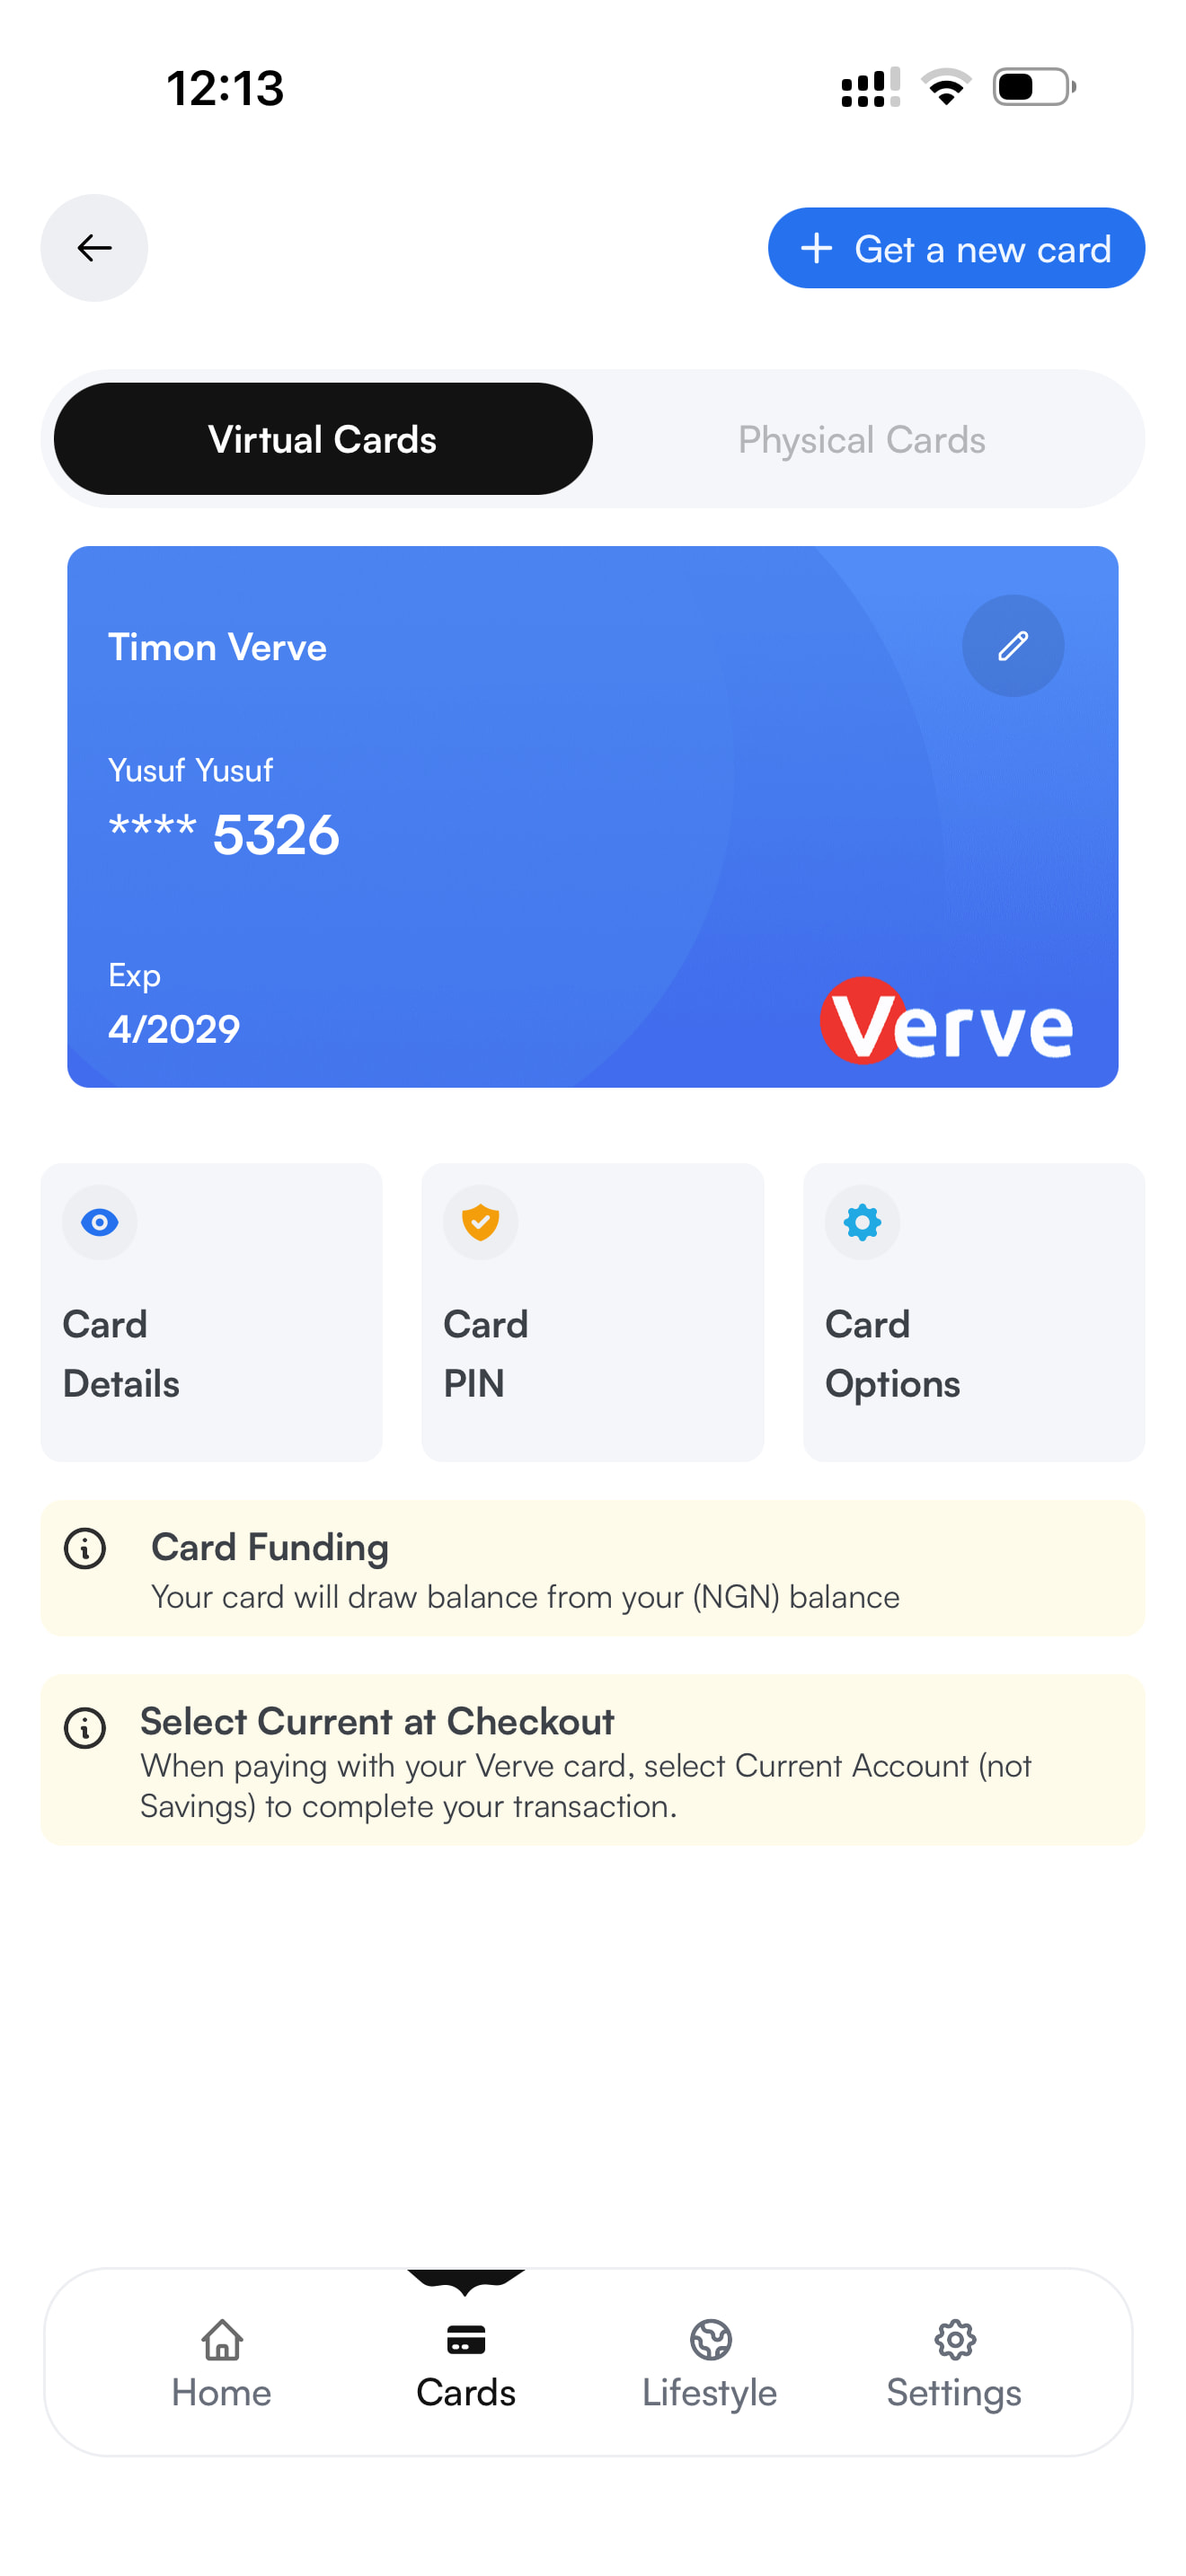 12:13
Get a new card
Virtual Cards
Physical Cards
Timon Verve
Yusuf Yusuf
**** 5326
Exp
4/2029
Verve
Card
Details
Card
PIN
Card
Options
Card Funding
Your card will draw balance from your (NGN) balance
Select Current at Checkout
When paying with your Verve card, select Current Account (not
Savings) to complete your transaction.
Home
Cards
Lifestyle
Settings